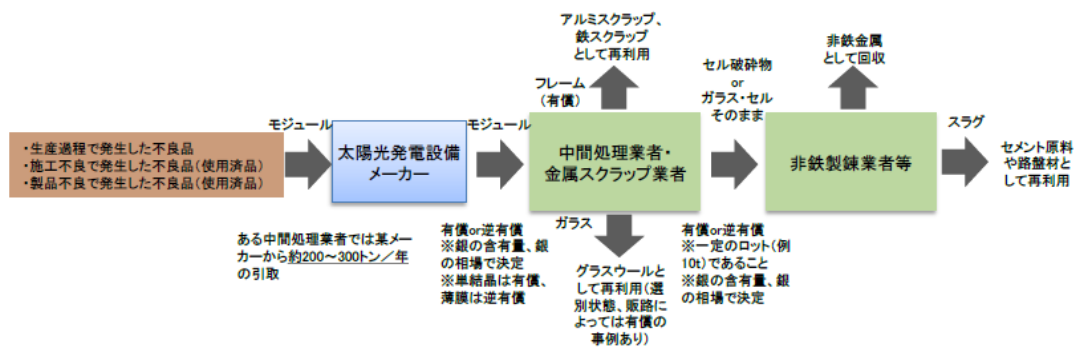 アルミスクラップ、
鉄スクラップ
として再利用
非鉄金属
として回収
フレーム
(有償)
セル破砕物
or
ガラス・セル
そのまま
モジュール
モジュール
スラグ
・生産過程で発生した不良品
・施工不良で発生した不良品(使用済品)
・製品不良で発生した不良品(使用済品)
太陽光発電設備
メーカー
中間処理業者・
金属スクラップ業者
非鉄製錬業者等
セメント原料
や路盤材と
して再利用
ガラス
ある中間処理業者では某メー
カーから約200～300トン／年
の引取
有償or逆有償
※銀の含有量、銀
の相場で決定
※単結晶は有償、
薄膜は逆有償
グラスウールと
して再利用(選
別状態、販路に
よっては有償の
事例あり)
有償or逆有償
※一定のロット(例
10t)であること
※銀の含有量、銀
の相場で決定